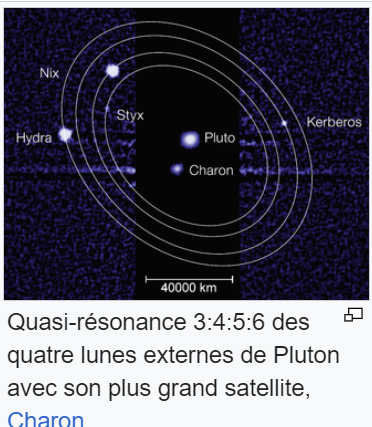 Nix
Styx
Kerberos
Hydra
Pluto
Charon
40000 km
Quasi-résonance 3:4:5:6 des
quatre lunes externes de Pluton
avec son plus grand satellite,
Charon